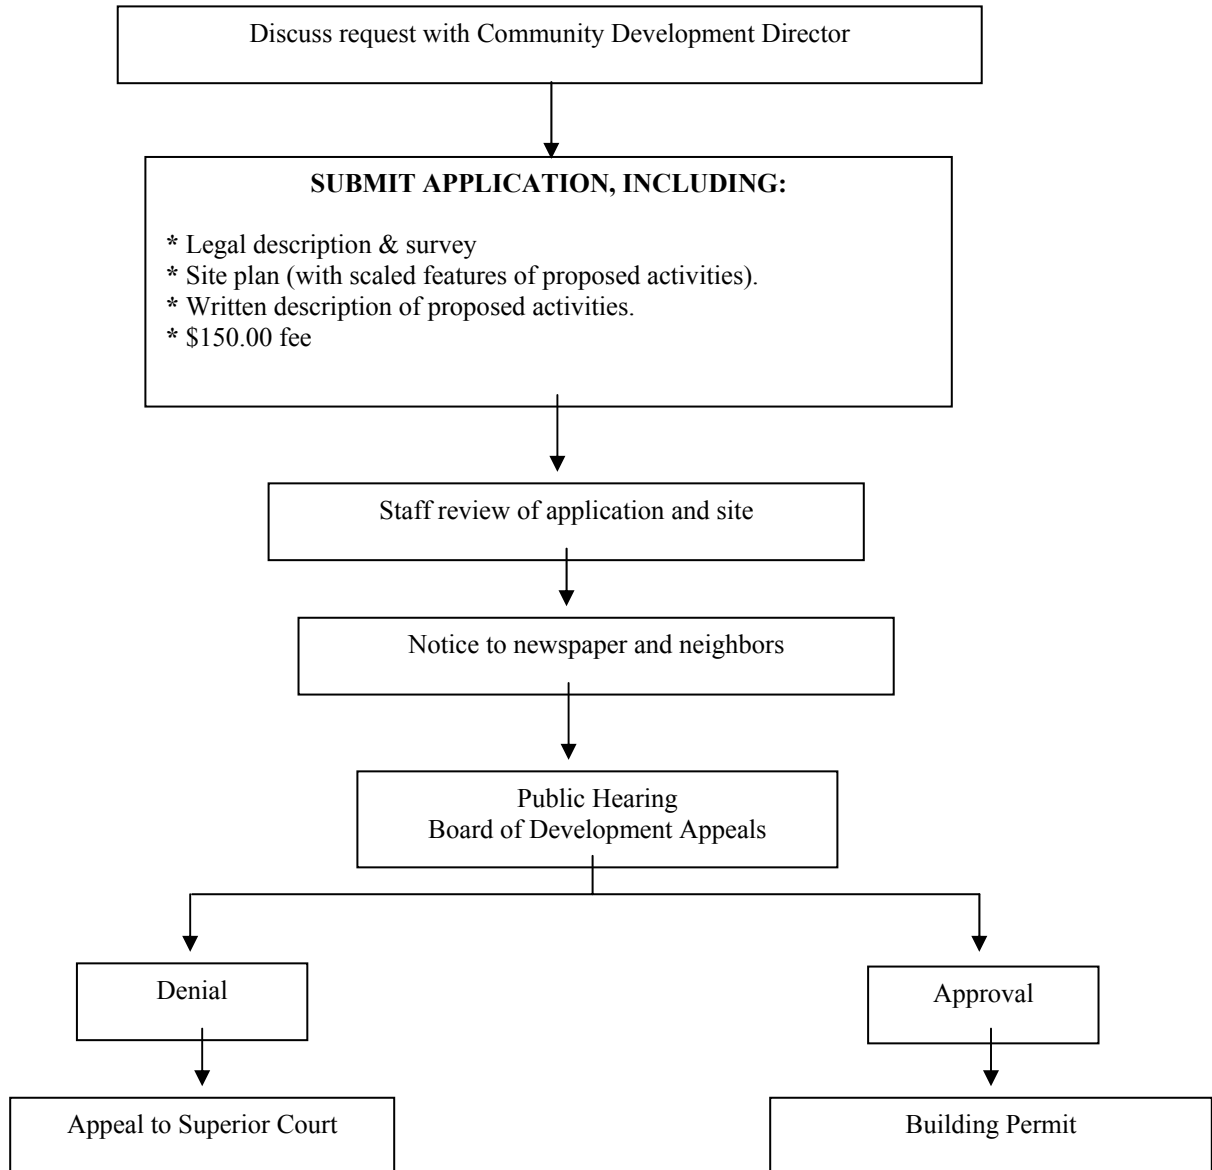 Discuss request with Community Development Director
SUBMIT APPLICATION, INCLUDING:
* Legal description & survey
* Site plan (with scaled features of proposed activities).
* Written description of proposed activities.
* $150.00 fee
Staff review of application and site
Notice to newspaper and neighbors
Public Hearing
Board of Development Appeals
Denial
Approval
Appeal to Superior Court
Building Permit